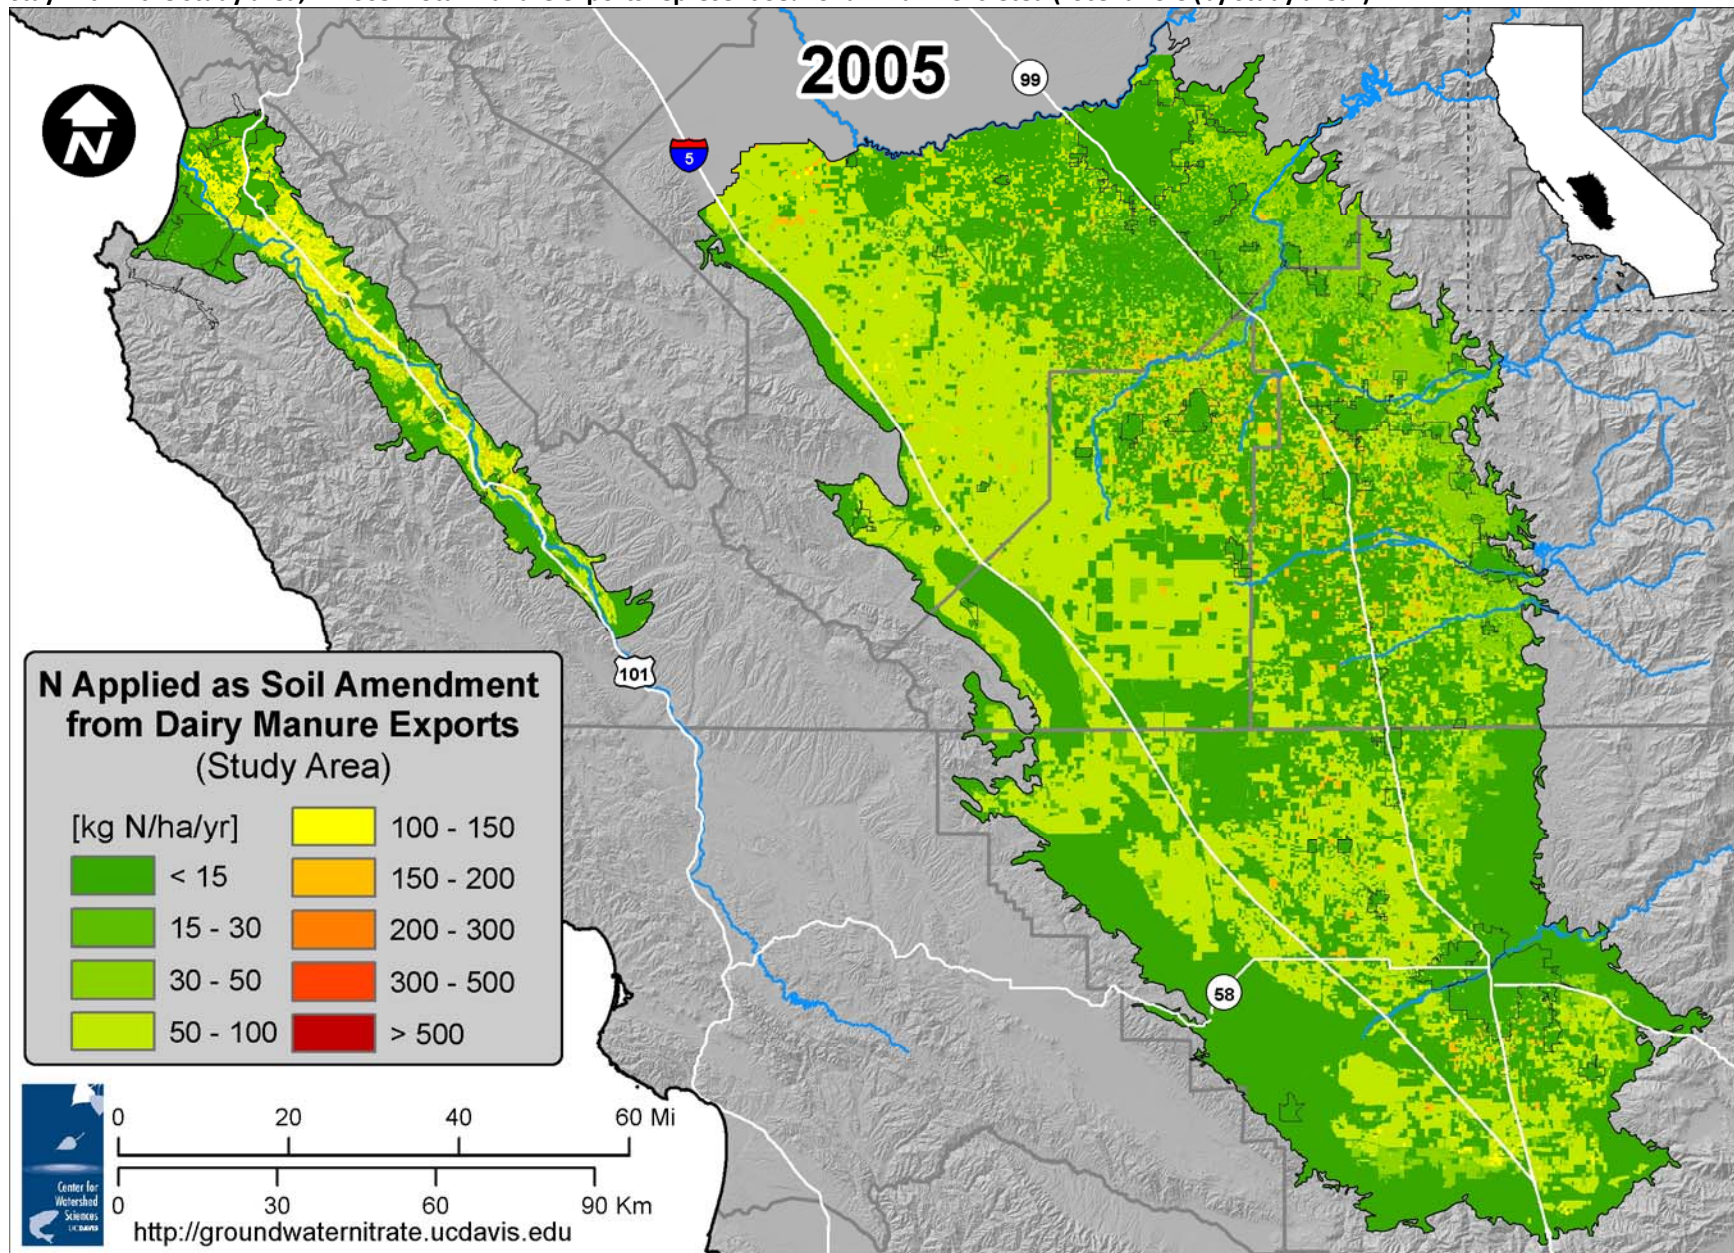 2005
99
N
5
101
58
N Applied as Soil Amendment
from Dairy Manure Exports
(Study Area)
[kg N/ha/yr]
< 15
15 - 30
30 - 50
50 - 100
100 - 150
150 - 200
200 - 300
300 - 500
> 500
0 20 40 60 Mi
0 30 60 90 Km
Center for
Watershed
Sciences
UC DAVIS
http://groundwaternitrate.ucdavis.edu